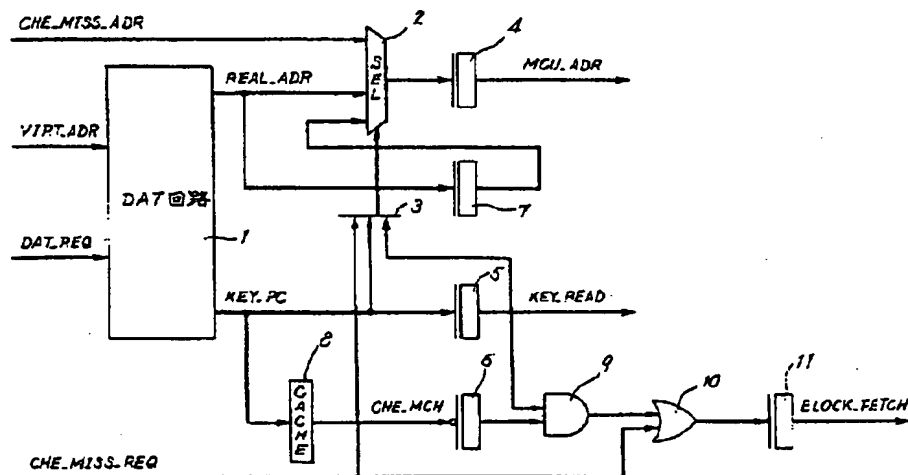 CHE_MISS_ADR
2
SEL
4
MCU_ADR
REAL_ADR
VIRT_ADR
DAT回路
1
7
3
DAT_REQ
KEY_PC
5
KEY_READ
8
CACHE
CHE_MCH
6
9
10
11
BLOCK_FETCH
CHE_MISS_REQ